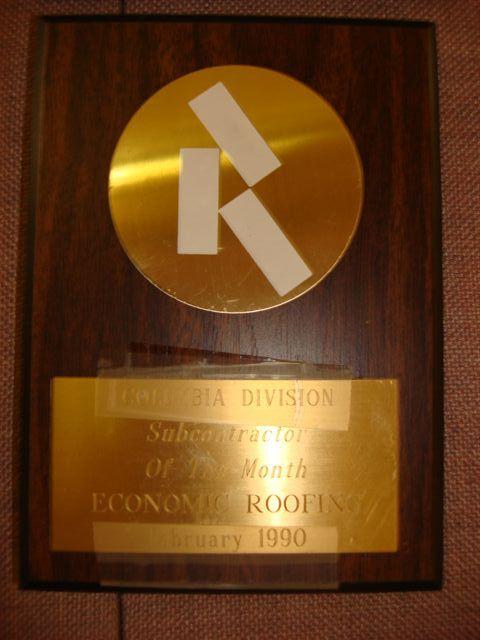 COLUMBIA DIVISION
Subcontractor
Of The Month
ECONOMIC ROOFING
February 1990